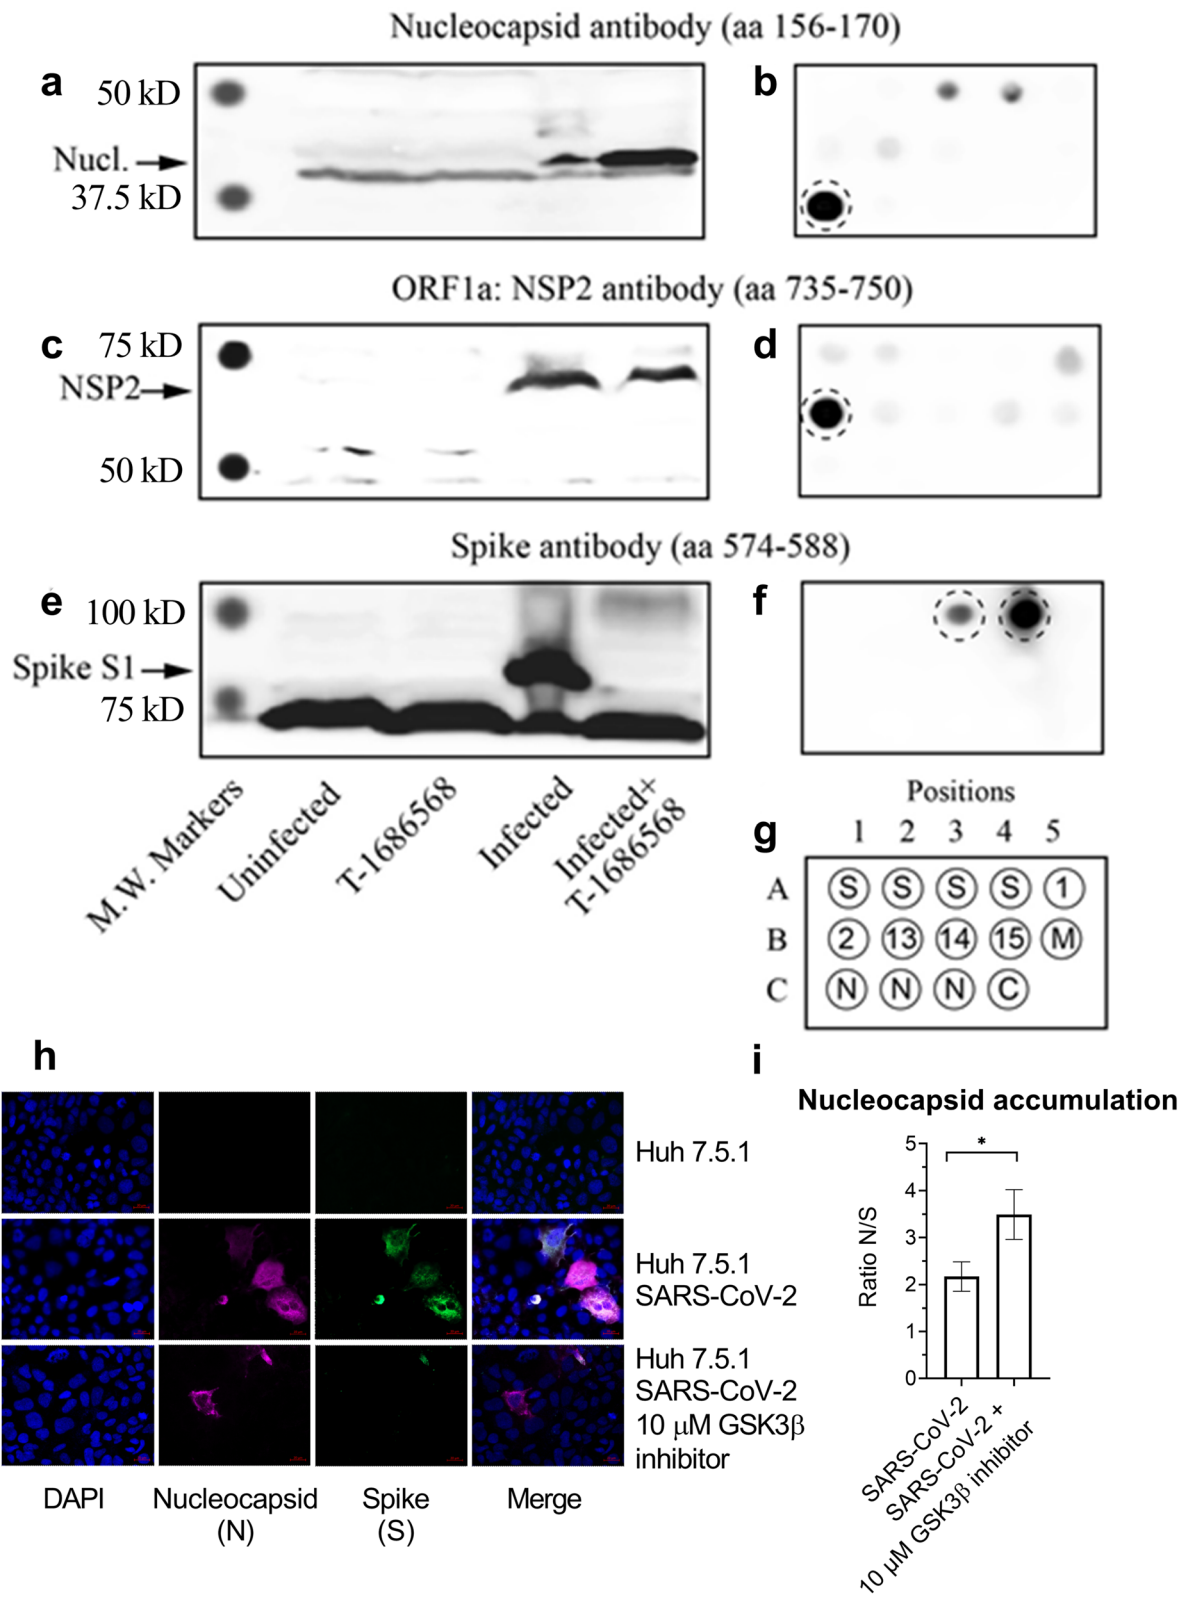 Nucleocapsid antibody (aa 156-170)
a
50 kD
Nucl.
37.5 kD
b
ORF1a: NSP2 antibody (aa 735-750)
c
75 kD
NSP2
50 kD
d
Spike antibody (aa 574-588)
e
100 kD
Spike S1
75 kD
f
M.W. Markers
Uninfected
T-1686568
Infected
Infected+
T-1686568
Positions
g
1 2 3 4 5
A S S S S 1
B 2 13 14 15 M
C N N N C
h
Huh 7.5.1
Huh 7.5.1
SARS-CoV-2
Huh 7.5.1
SARS-CoV-2
10 μM GSK3β
inhibitor
DAPI
Nucleocapsid
(N)
Spike
(S)
Merge
i
Nucleocapsid accumulation
*
5
4
3
2
1
0
Ratio N/S
SARS-CoV-2
SARS-CoV-2 +
10 μM GSK3β inhibitor